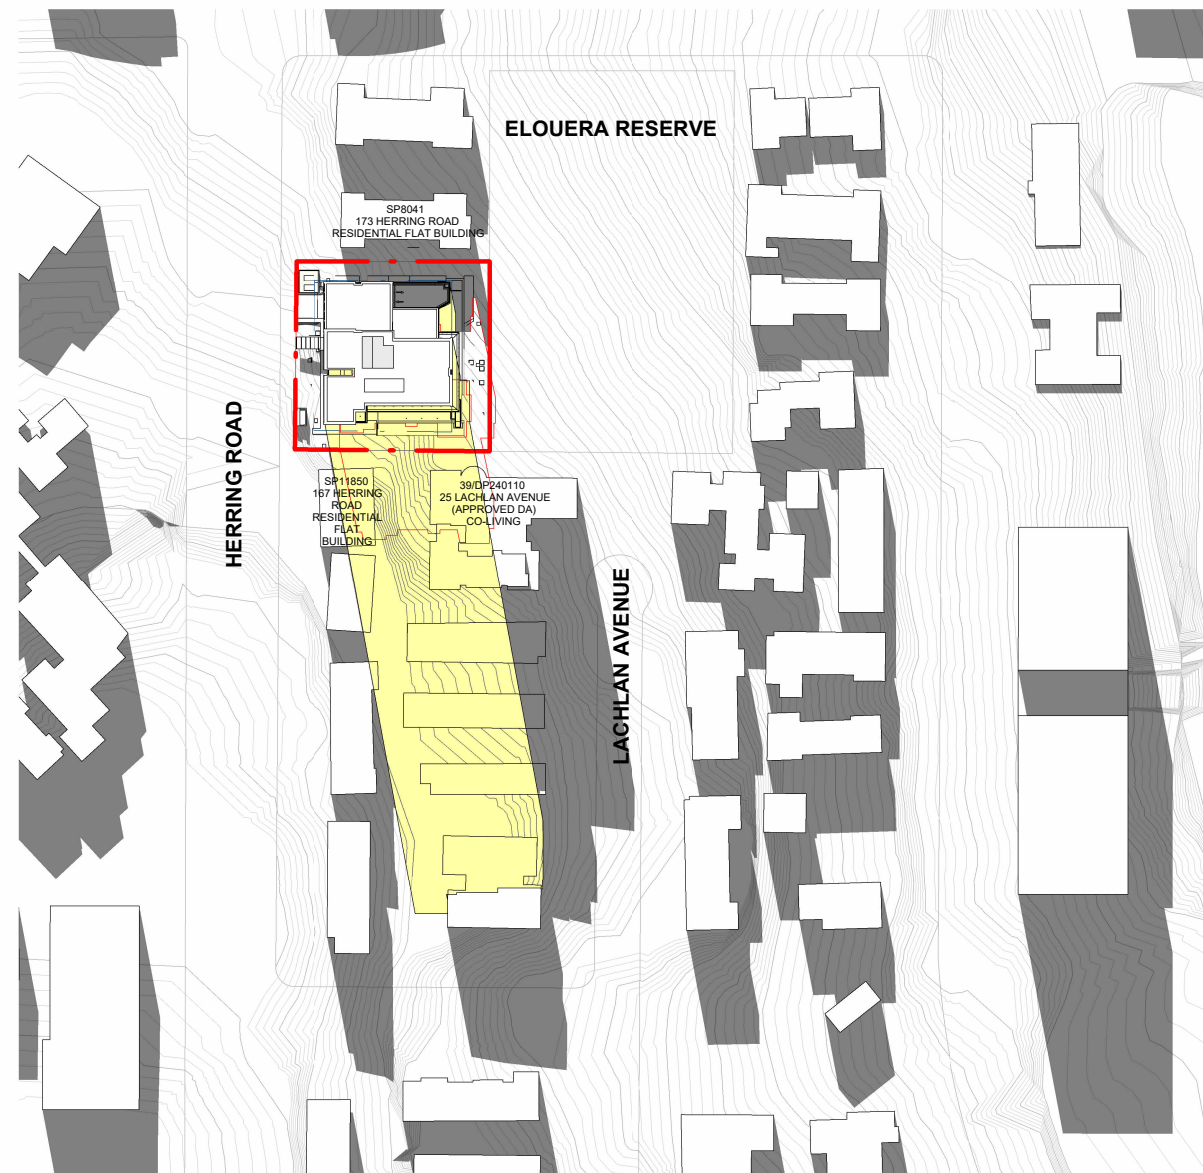 ELOUERA RESERVE
SP8041
173 HERRING ROAD
RESIDENTIAL FLAT BUILDING
HERRING ROAD
SP11850
167 HERRING
ROAD
RESIDENTIAL
FLAT
BUILDING
39/DP240110
25 LACHLAN AVENUE
(APPROVED DA)
CO-LIVING
LACHLAN AVENUE